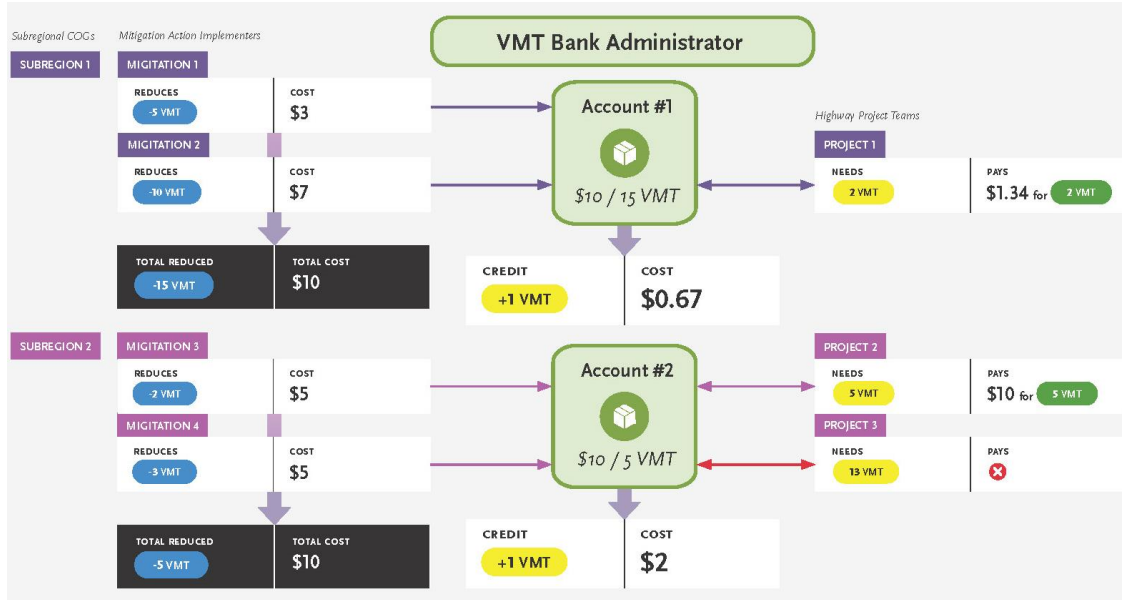 Subregional COGs
Mitigation Action Implementers
VMT Bank Administrator
SUBREGION 1
MIGITATION 1
REDUCES
-5 VMT
COST
$3
MIGITATION 2
REDUCES
-10 VMT
COST
$7
TOTAL REDUCED
-15 VMT
TOTAL COST
$10
Account #1
$10 / 15 VMT
CREDIT
+1 VMT
COST
$0.67
Highway Project Teams
PROJECT 1
NEEDS
2 VMT
PAYS
$1.34 for 2 VMT
SUBREGION 2
MIGITATION 3
REDUCES
-2 VMT
COST
$5
MIGITATION 4
REDUCES
-3 VMT
COST
$5
TOTAL REDUCED
-5 VMT
TOTAL COST
$10
Account #2
$10 / 5 VMT
CREDIT
+1 VMT
COST
$2
PROJECT 2
NEEDS
5 VMT
PAYS
$10 for 5 VMT
PROJECT 3
NEEDS
13 VMT
PAYS